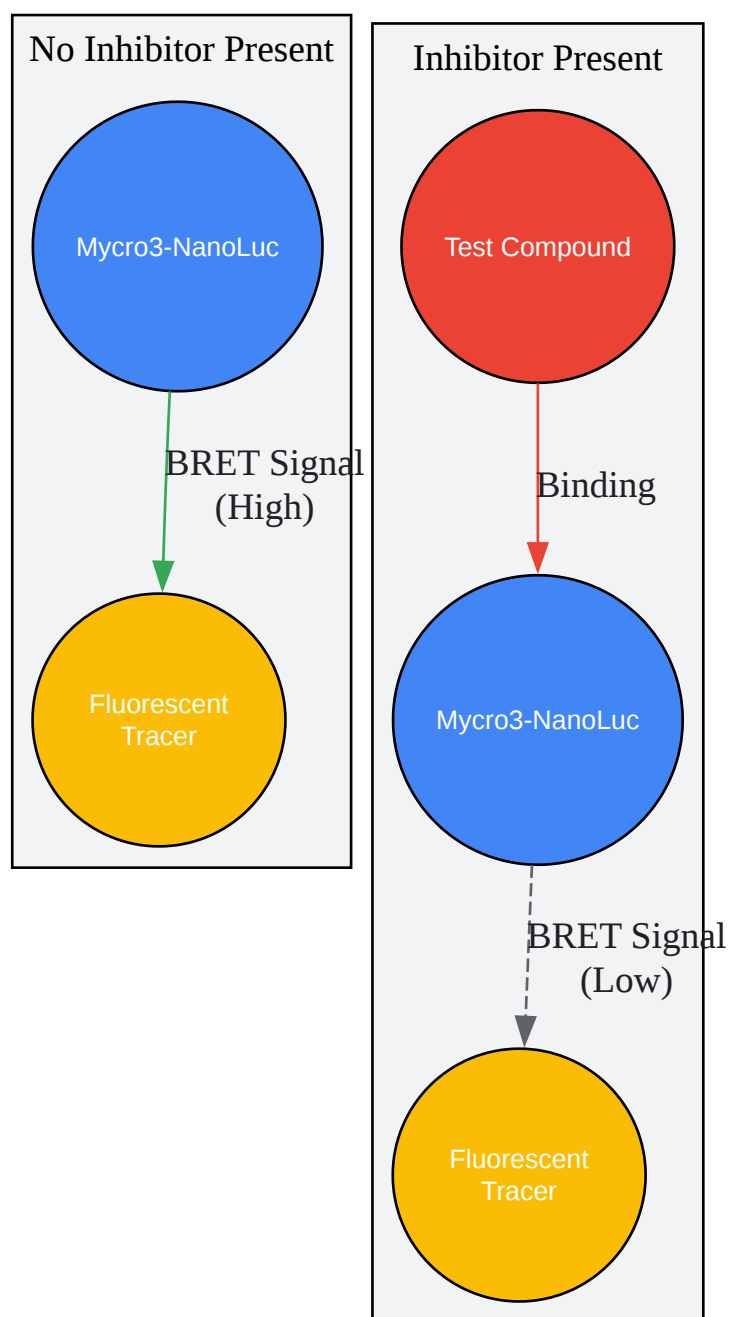 No Inhibitor Present
Mycro3-NanoLuc
BRET Signal
(High)
Fluorescent
Tracer
Inhibitor Present
Test Compound
Binding
Mycro3-NanoLuc
BRET Signal
(Low)
Fluorescent
Tracer